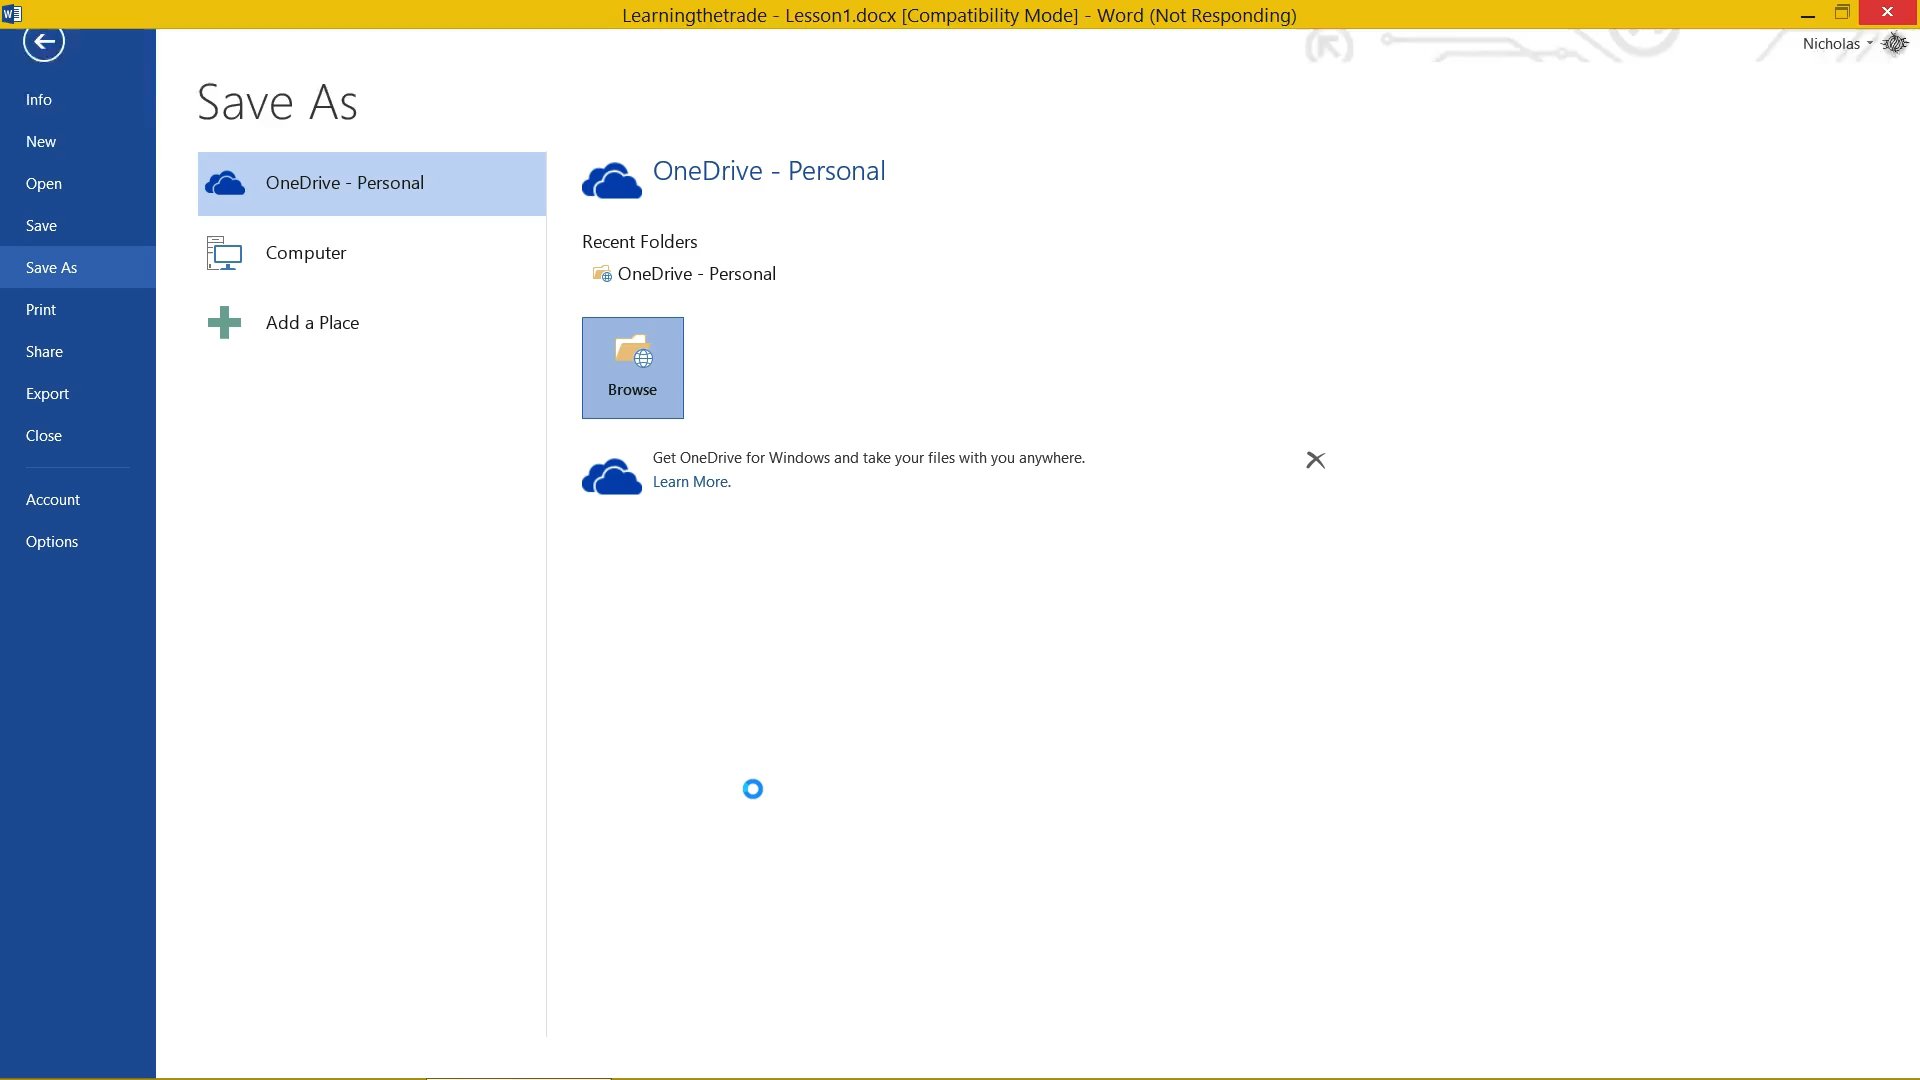 Learningthetrade - Lesson1.docx [Compatibility Mode] - Word (Not Responding)
Nicholas
Info
New
Open
Save
Save As
Print
Share
Export
Close
Account
Options
Save As
OneDrive - Personal
Computer
Add a Place
OneDrive - Personal
Recent Folders
OneDrive - Personal
Browse
Get OneDrive for Windows and take your files with you anywhere.
Learn More.